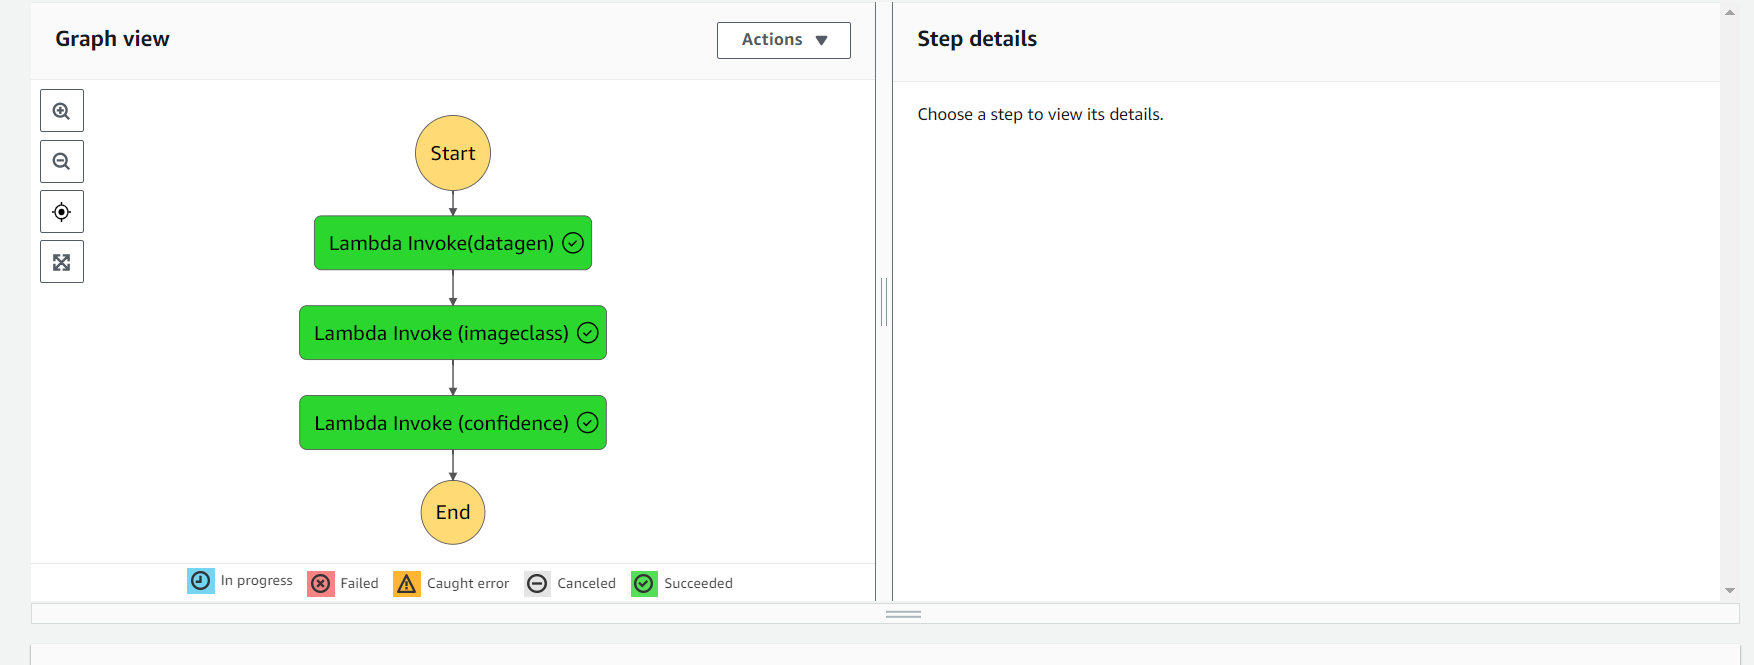 Graph view
Actions
Start
Lambda Invoke(datagen)
Lambda Invoke (imageclass)
Lambda Invoke (confidence)
End
In progress
Failed
Caught error
Canceled
Succeeded
Step details
Choose a step to view its details.